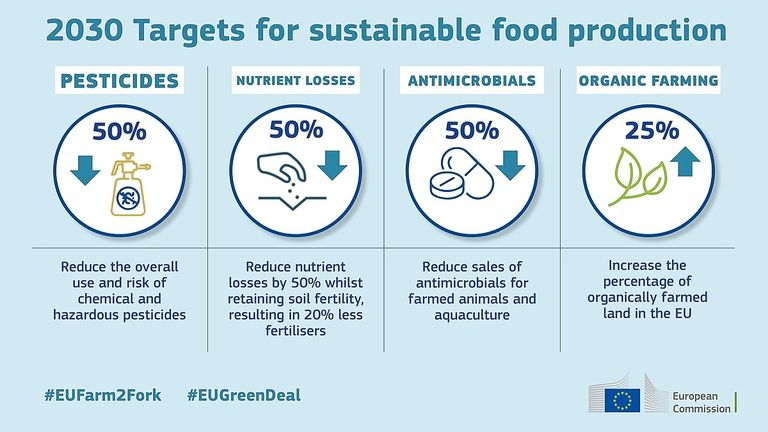 2030 Targets for sustainable food production
PESTICIDES
50%
Reduce the overall
use and risk of
chemical and
hazardous pesticides
NUTRIENT LOSSES
50%
Reduce nutrient
losses by 50% whilst
retaining soil fertility,
resulting in 20% less
fertilisers
ANTIMICROBIALS
50%
Reduce sales of
antimicrobials for
farmed animals and
aquaculture
ORGANIC FARMING
25%
Increase the
percentage of
organically farmed
land in the EU
#EUFarm2Fork #EUGreenDeal
European
Commission